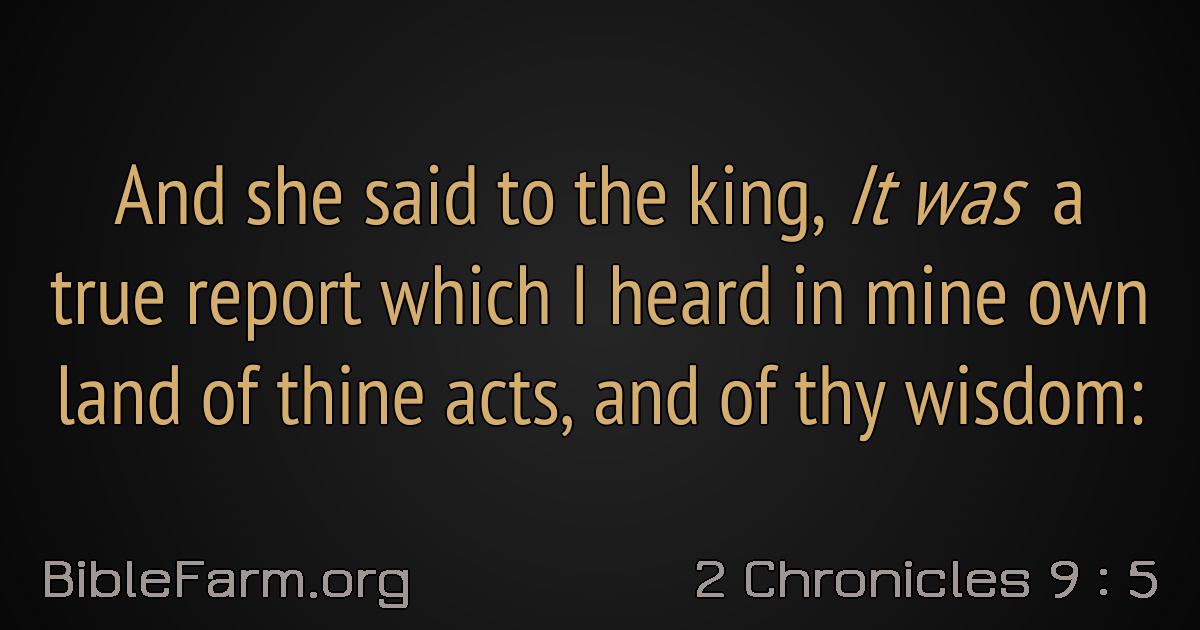 And she said to the king, It was a
true report which I heard in mine own
land of thine acts, and of thy wisdom:
BibleFarm.org
2 Chronicles 9 : 5